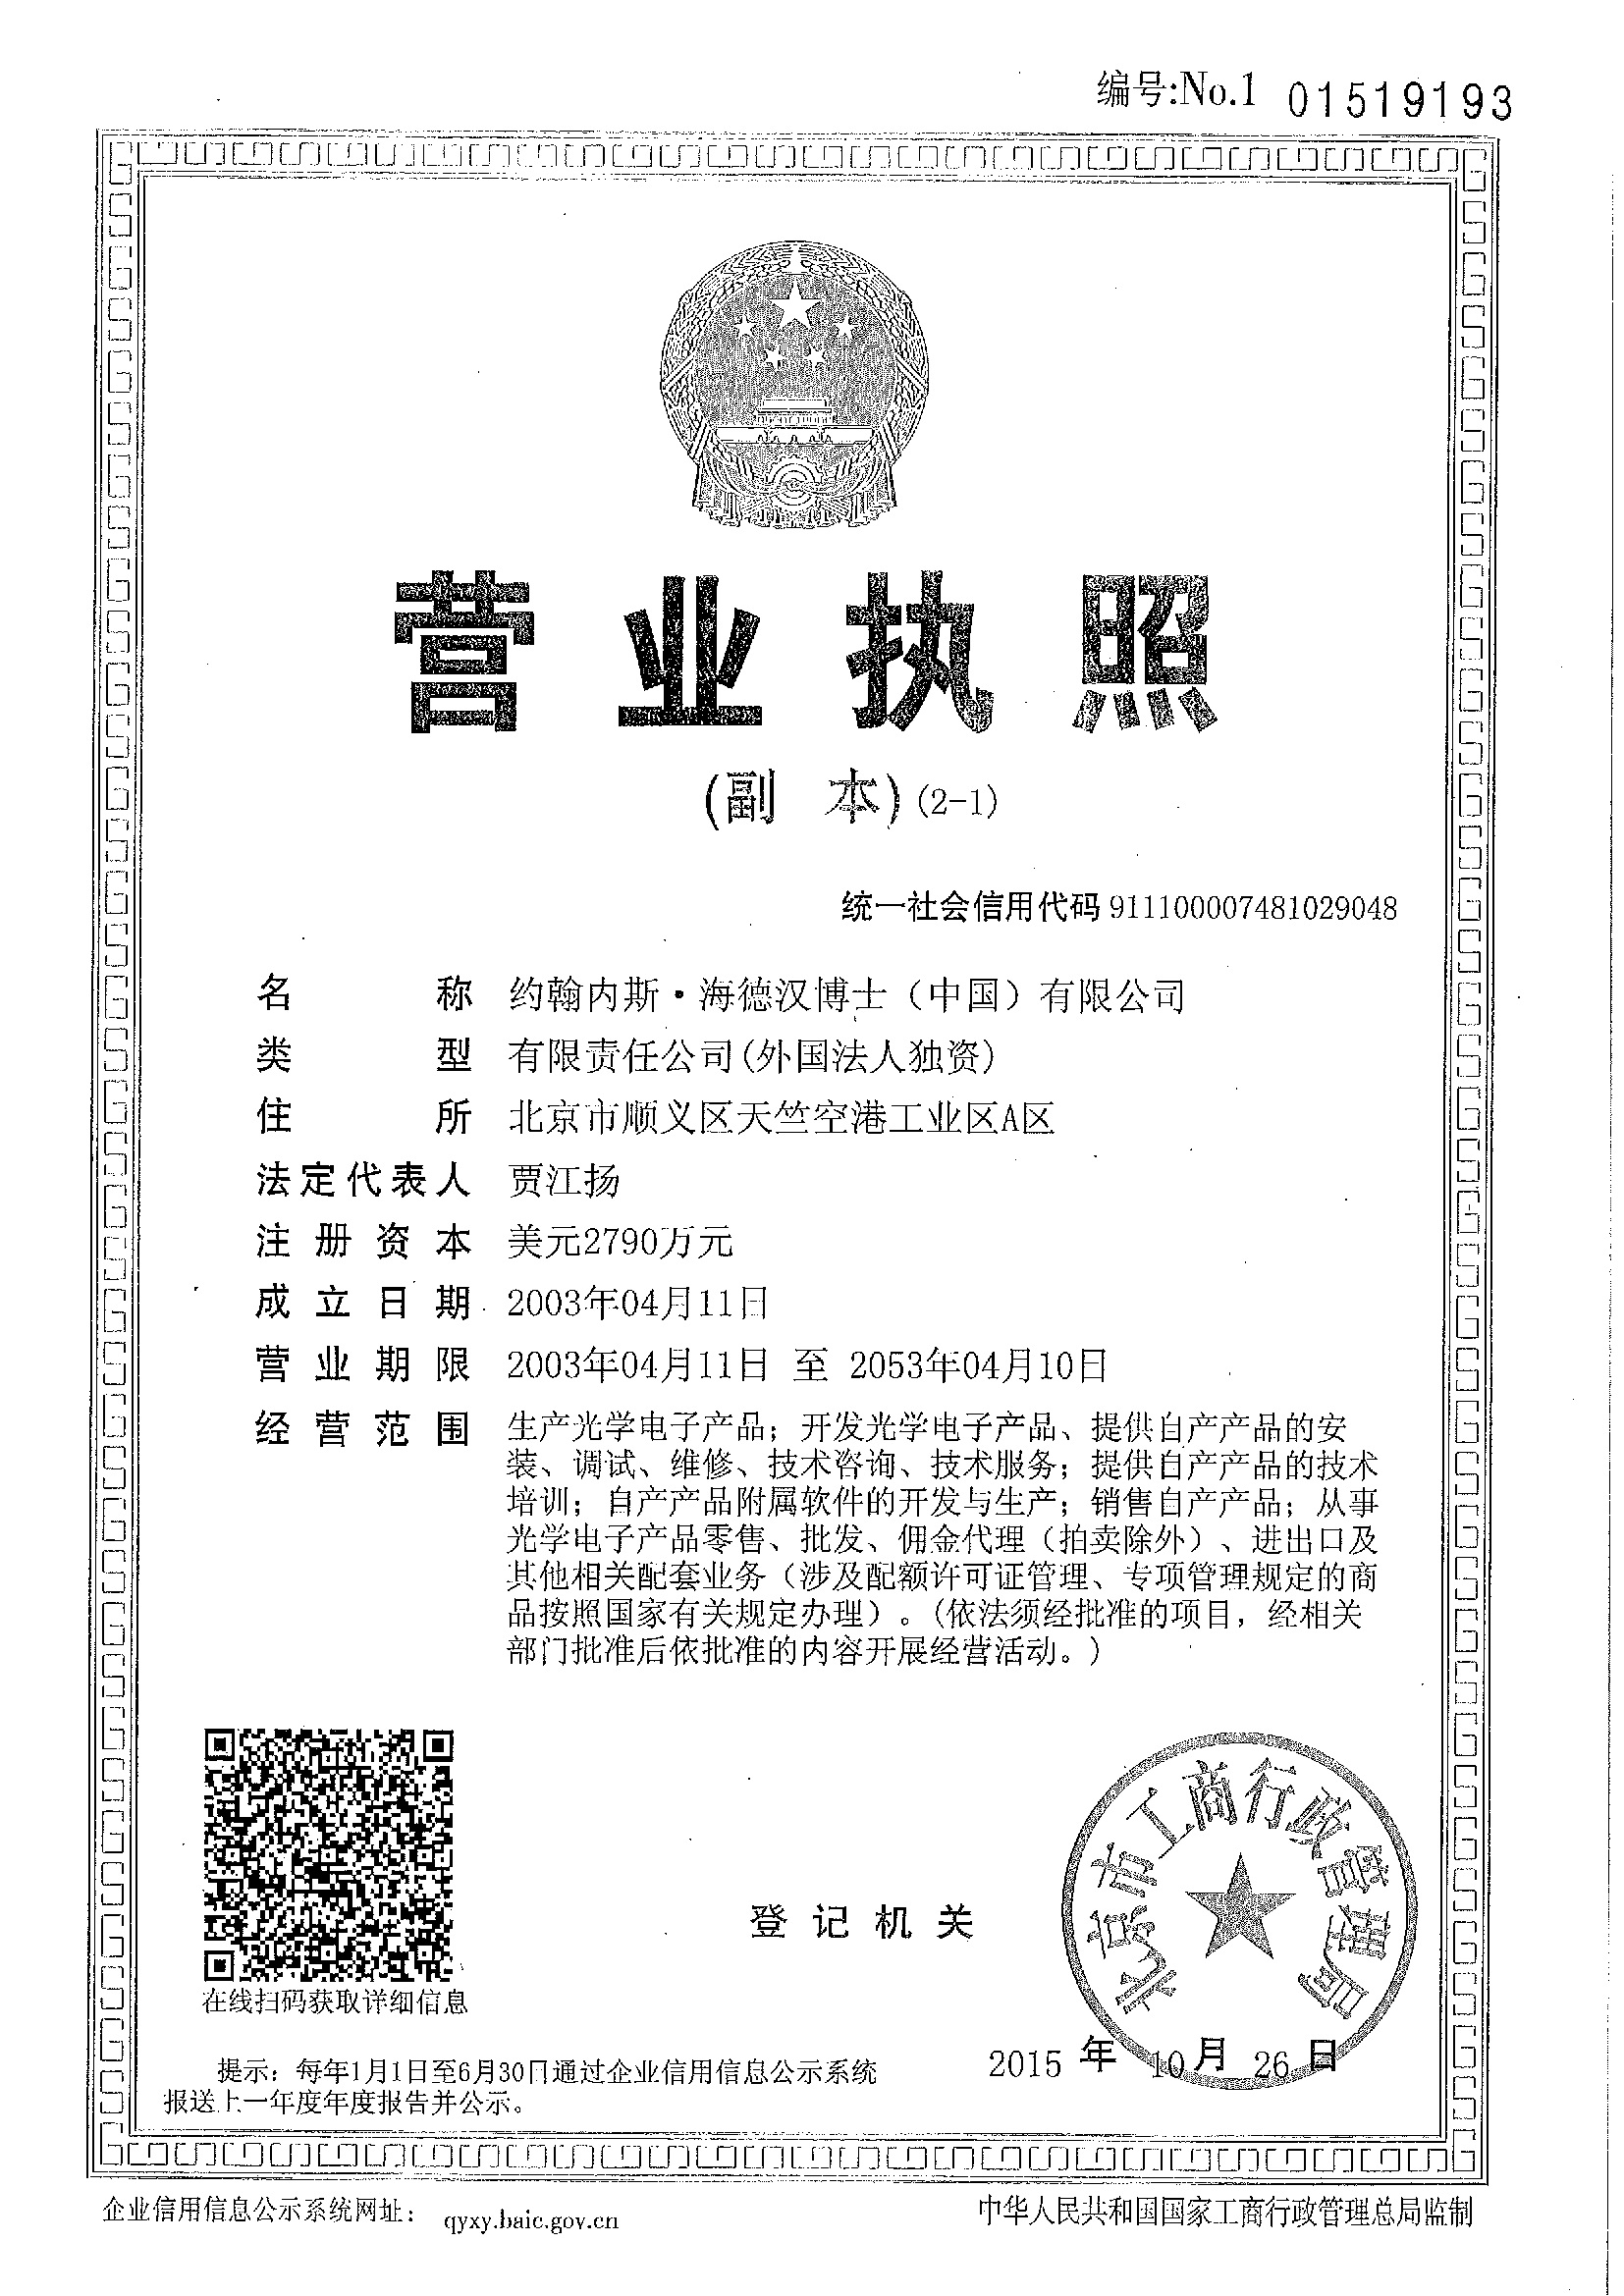 编号:No.1 01519193
营业执照
(副 本)(2-1)
统一社会信用代码 911100007481029048
名 称 约翰内斯·海德汉博士（中国）有限公司
类 型 有限责任公司(外国法人独资)
住 所 北京市顺义区天竺空港工业区A区
法定代表人 贾江扬
注册资本 美元2790万元
成立日期 2003年04月11日
营业期限 2003年04月11日 至 2053年04月10日
经营范围 生产光学电子产品；开发光学电子产品、提供自产产品的安
装、调试、维修、技术咨询、技术服务；提供自产产品的技术
培训；自产产品附属软件的开发与生产；销售自产产品；从事
光学电子产品零售、批发、佣金代理（拍卖除外）、进出口及
其他相关配套业务（涉及配额许可证管理、专项管理规定的商
品按照国家有关规定办理）。（依法须经批准的项目，经相关
部门批准后依批准的内容开展经营活动。）
北京市工商行政管理局
登记机关
在线扫码获取详细信息
2015 年 10 月 26 日
提示：每年1月1日至6月30日通过企业信用信息公示系统
报送上一年度年度报告并公示。
企业信用信息公示系统网址： qyxy.baic.gov.cn
中华人民共和国国家工商行政管理总局监制